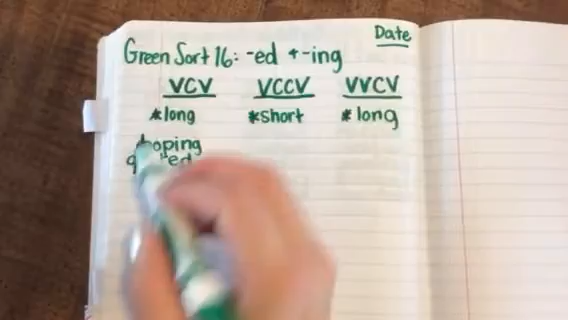 Date
Green Sort 16: -ed + -ing
VCV VCCV VVCV
*long *short *long
hoping